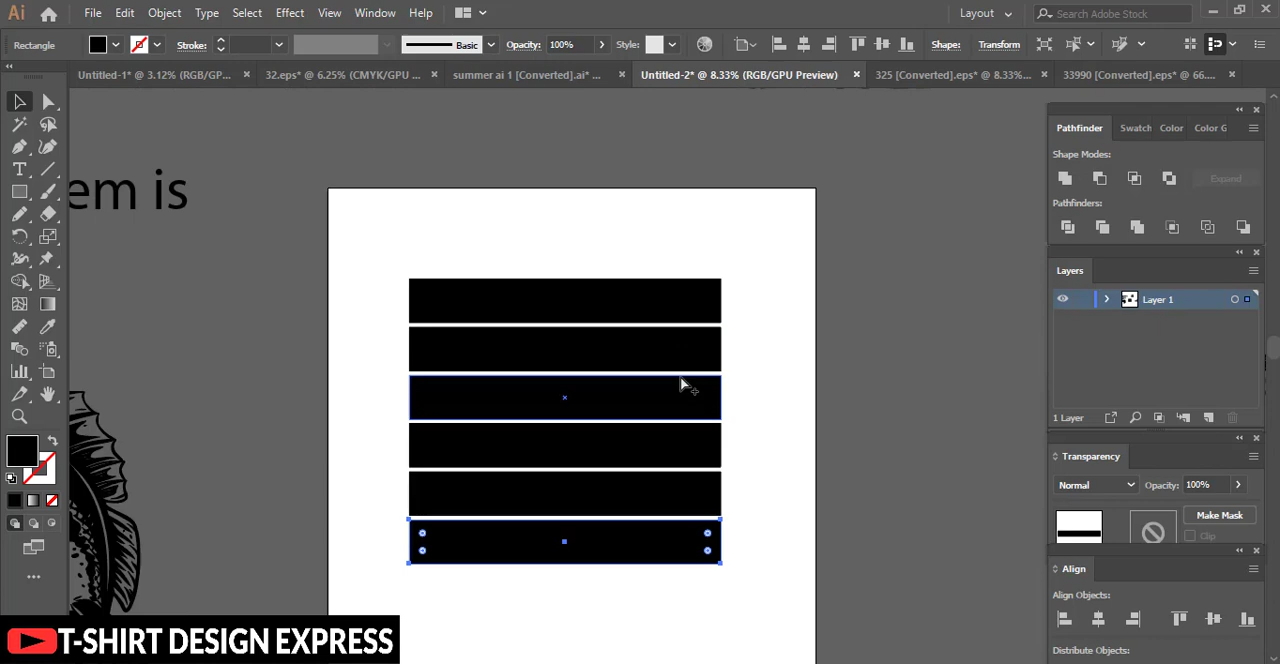 Ai File Edit Object Type Select Effect View Window Help Layout Search Adobe Stock
Rectangle Stroke: Basic Opacity: 100% Style: Shape: Transform
Untitled-1* @ 3.12% (RGB/GP... × 32.eps* @ 6.25% (CMYK/GPU ... × summer ai 1 [Converted].ai* ... × Untitled-2* @ 8.33% (RGB/GPU Preview) × 325 [Converted].eps* @ 8.33%... × 33990 [Converted].eps* @ 66.... ×
Pathfinder Swatch Color Color G
Shape Modes:
Expand
Pathfinders:
em is
Layers
Layer 1
1 Layer
Transparency
Normal Opacity: 100%
Make Mask
Clip
Align
Align Objects:
Distribute Objects:
T-SHIRT DESIGN EXPRESS